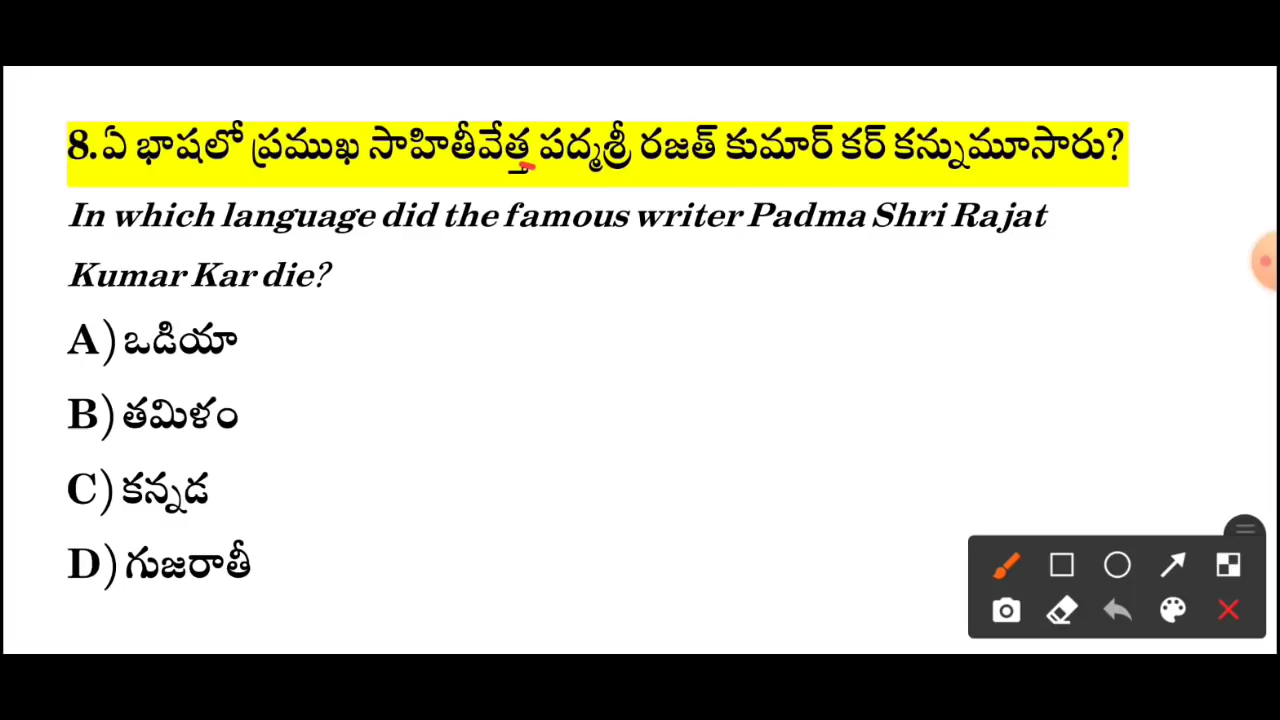 8.ఏ భాషలో ప్రముఖ సాహితీవేత్త పద్మశ్రీ రజత్ కుమార్ కర్ కన్నుమూసారు?
In which language did the famous writer Padma Shri Rajat
Kumar Kar die?
A)ఒడియా
B)తమిళం
C)కన్నడ
D)గుజరాతీ